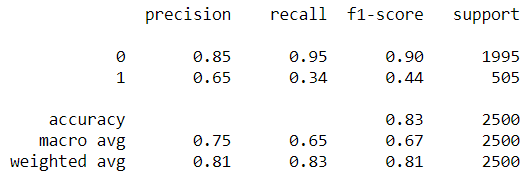 precision recall f1-score support
0 0.85 0.95 0.90 1995
1 0.65 0.34 0.44 505
accuracy 0.83 2500
macro avg 0.75 0.65 0.67 2500
weighted avg 0.81 0.83 0.81 2500